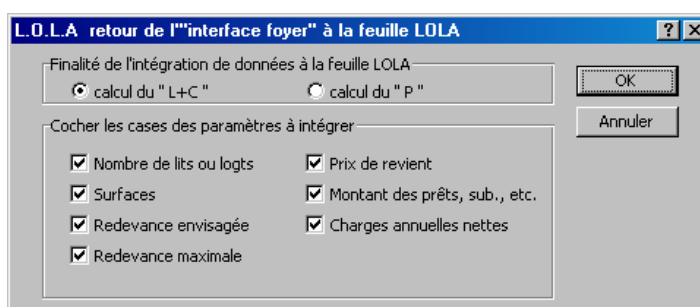 L.O.L.A retour de l'"interface foyer" à la feuille LOLA
Finalité de l'intégration de données à la feuille LOLA
calcul du " L+C "
calcul du " P "
OK
Annuler
Cocher les cases des paramètres à intégrer
Nombre de lits ou logts
Prix de revient
Surfaces
Montant des prêts, sub., etc.
Redevance envisagée
Charges annuelles nettes
Redevance maximale